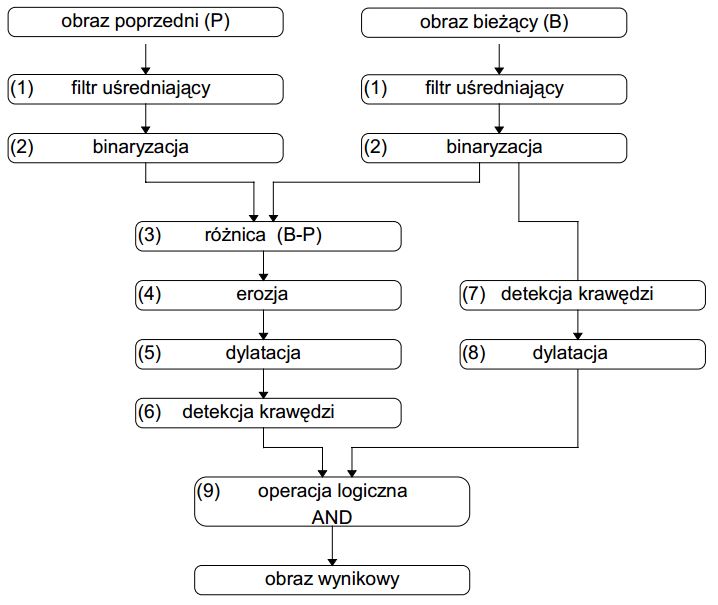 obraz poprzedni (P)
obraz bieżący (B)
(1) filtr uśredniający
(1) filtr uśredniający
(2) binaryzacja
(2) binaryzacja
(3) różnica (B-P)
(4) erozja
(7) detekcja krawędzi
(5) dylatacja
(8) dylatacja
(6) detekcja krawędzi
(9) operacja logiczna
AND
obraz wynikowy